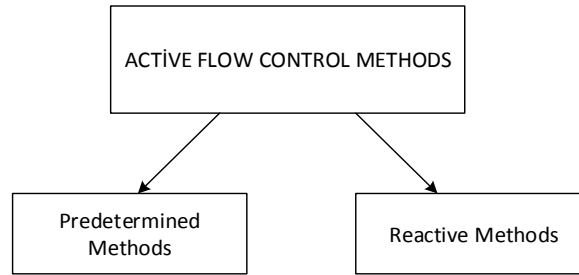 ACTİVE FLOW CONTROL METHODS
Predetermined
Methods
Reactive Methods